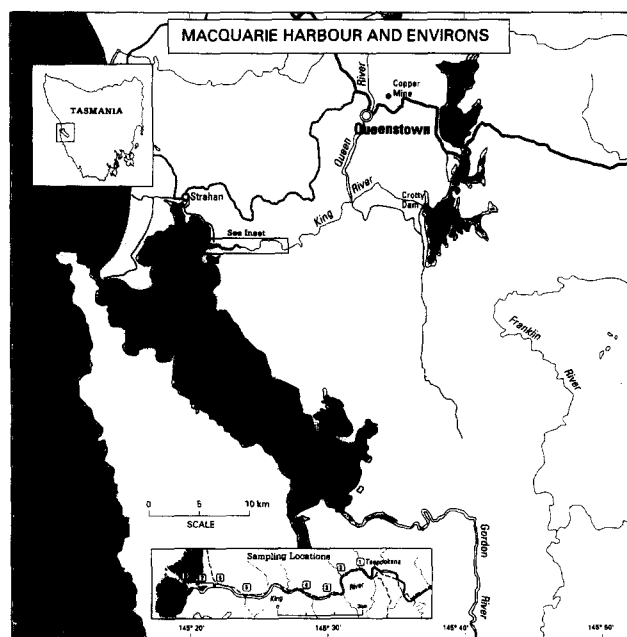 MACQUARIE HARBOUR AND ENVIRONS
TASMANIA
River
Copper
Mine
Queenstown
Queen
River
Crotty
Dam
King
Strahan
See Inset
Franklin
River
0 5 10 km
SCALE
Gordon
River
Sampling Locations
Teepookana
King
River
145° 20'
145° 30'
145° 40'
145° 50'